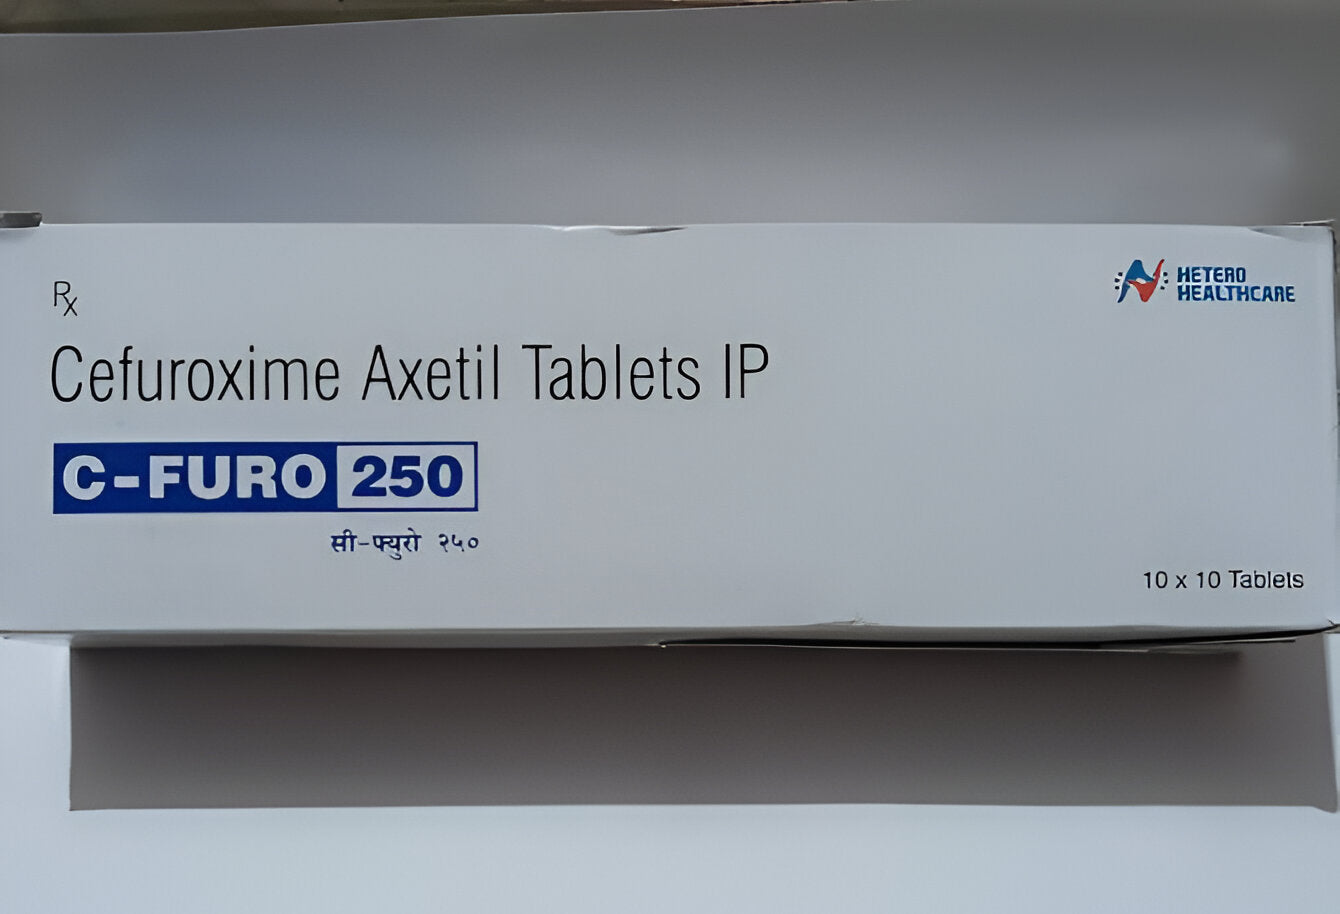 Rx
HETERO
HEALTHCARE
Cefuroxime Axetil Tablets IP
C-FURO 250
सी-फ्युरो २५०
10 x 10 Tablets